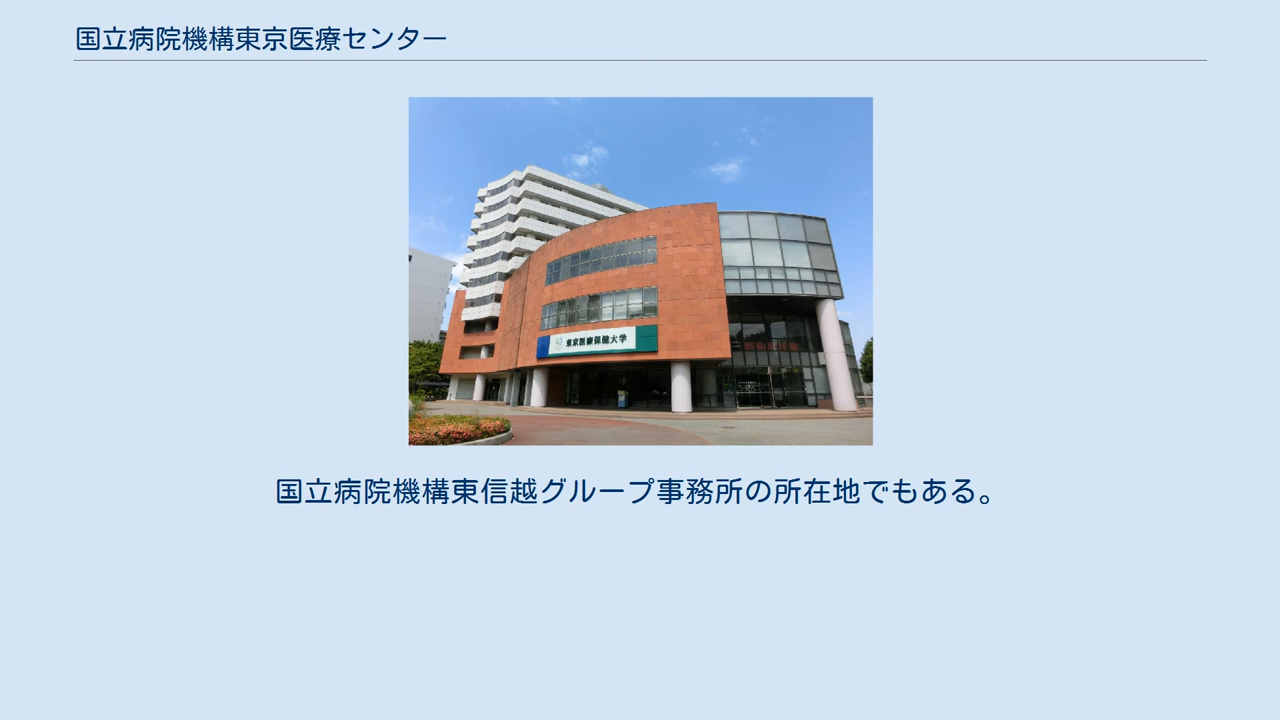 国立病院機構東京医療センター
東京医療保健大学
国立病院機構東信越グループ事務所の所在地でもある。